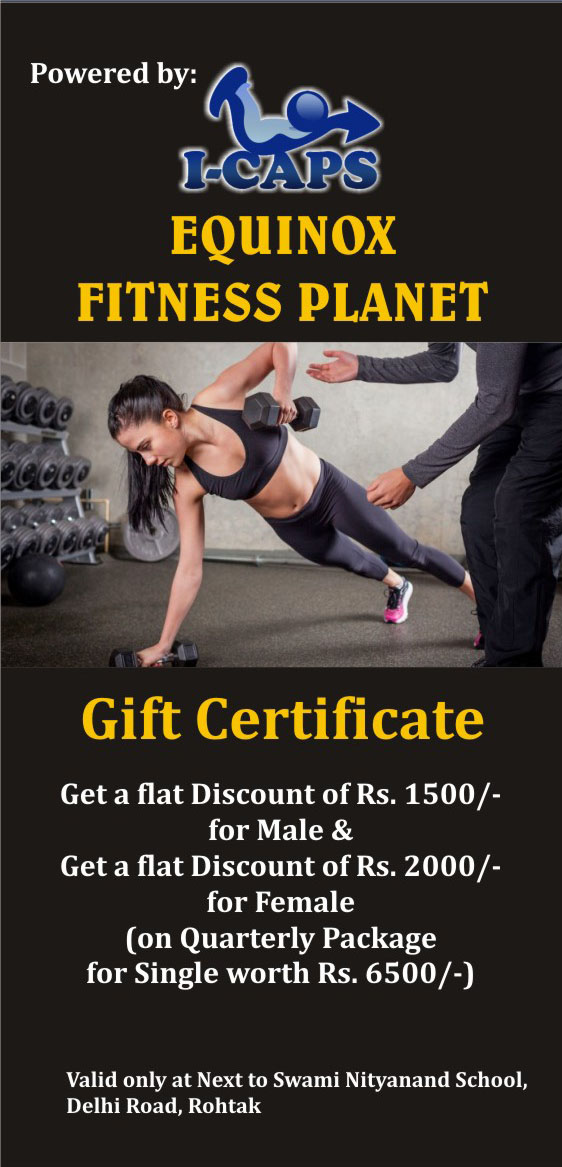 Powered by:
I-CAPS
EQUINOX
FITNESS PLANET
Gift Certificate
Get a flat Discount of Rs. 1500/-
for Male &
Get a flat Discount of Rs. 2000/-
for Female
(on Quarterly Package
for Single worth Rs. 6500/-)
Valid only at Next to Swami Nityanand School,
Delhi Road, Rohtak